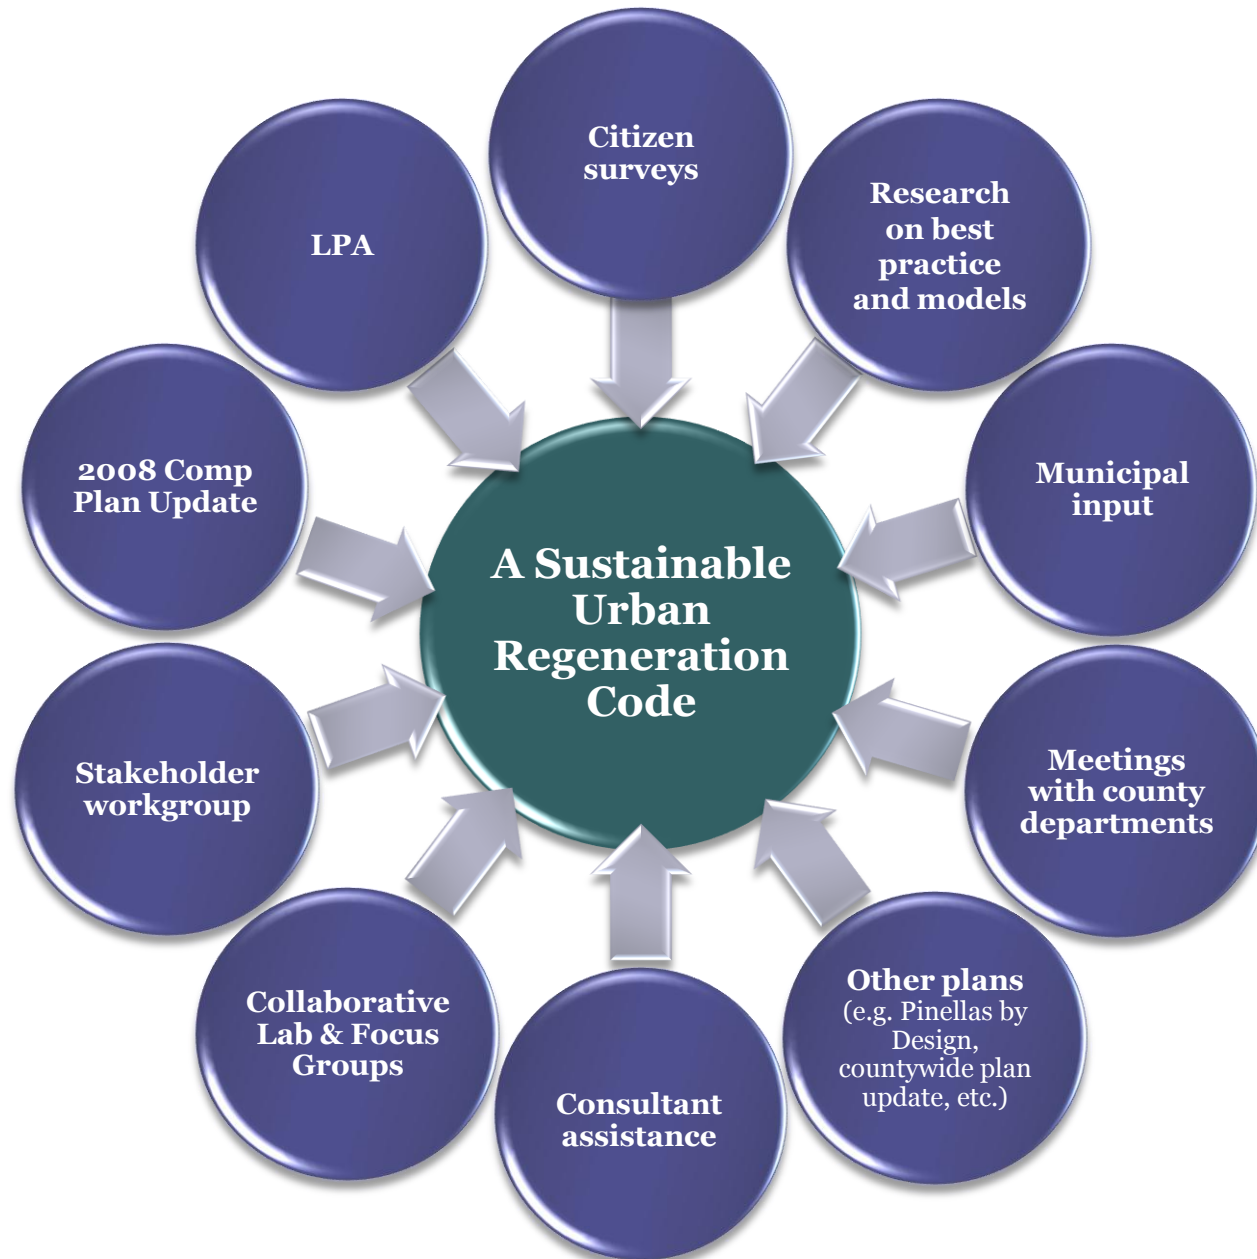 Citizen
surveys
Research
on best
practice
and models
Municipal
input
Meetings
with county
departments
Other plans
(e.g. Pinellas by
Design,
countywide plan
update, etc.)
Consultant
assistance
Collaborative
Lab & Focus
Groups
Stakeholder
workgroup
2008 Comp
Plan Update
LPA
A Sustainable
Urban
Regeneration
Code